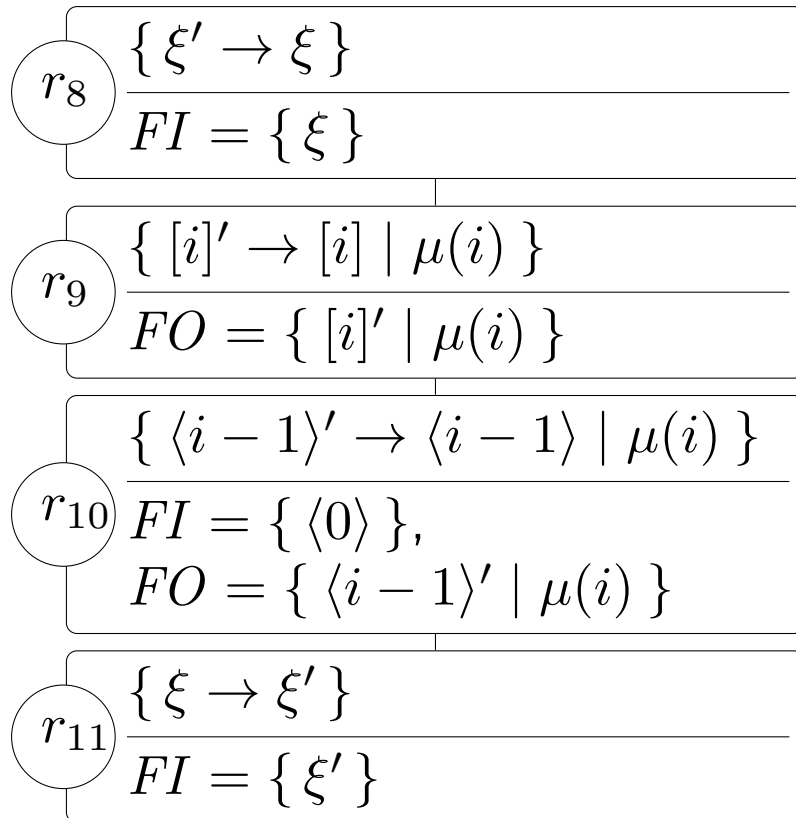 r₈
{ ξ′ → ξ }
FI = { ξ }
r₉
{ [i]′ → [i] | μ(i) }
FO = { [i]′ | μ(i) }
r₁₀
{ ⟨i − 1⟩′ → ⟨i − 1⟩ | μ(i) }
FI = { ⟨0⟩ },
FO = { ⟨i − 1⟩′ | μ(i) }
r₁₁
{ ξ → ξ′ }
FI = { ξ′ }